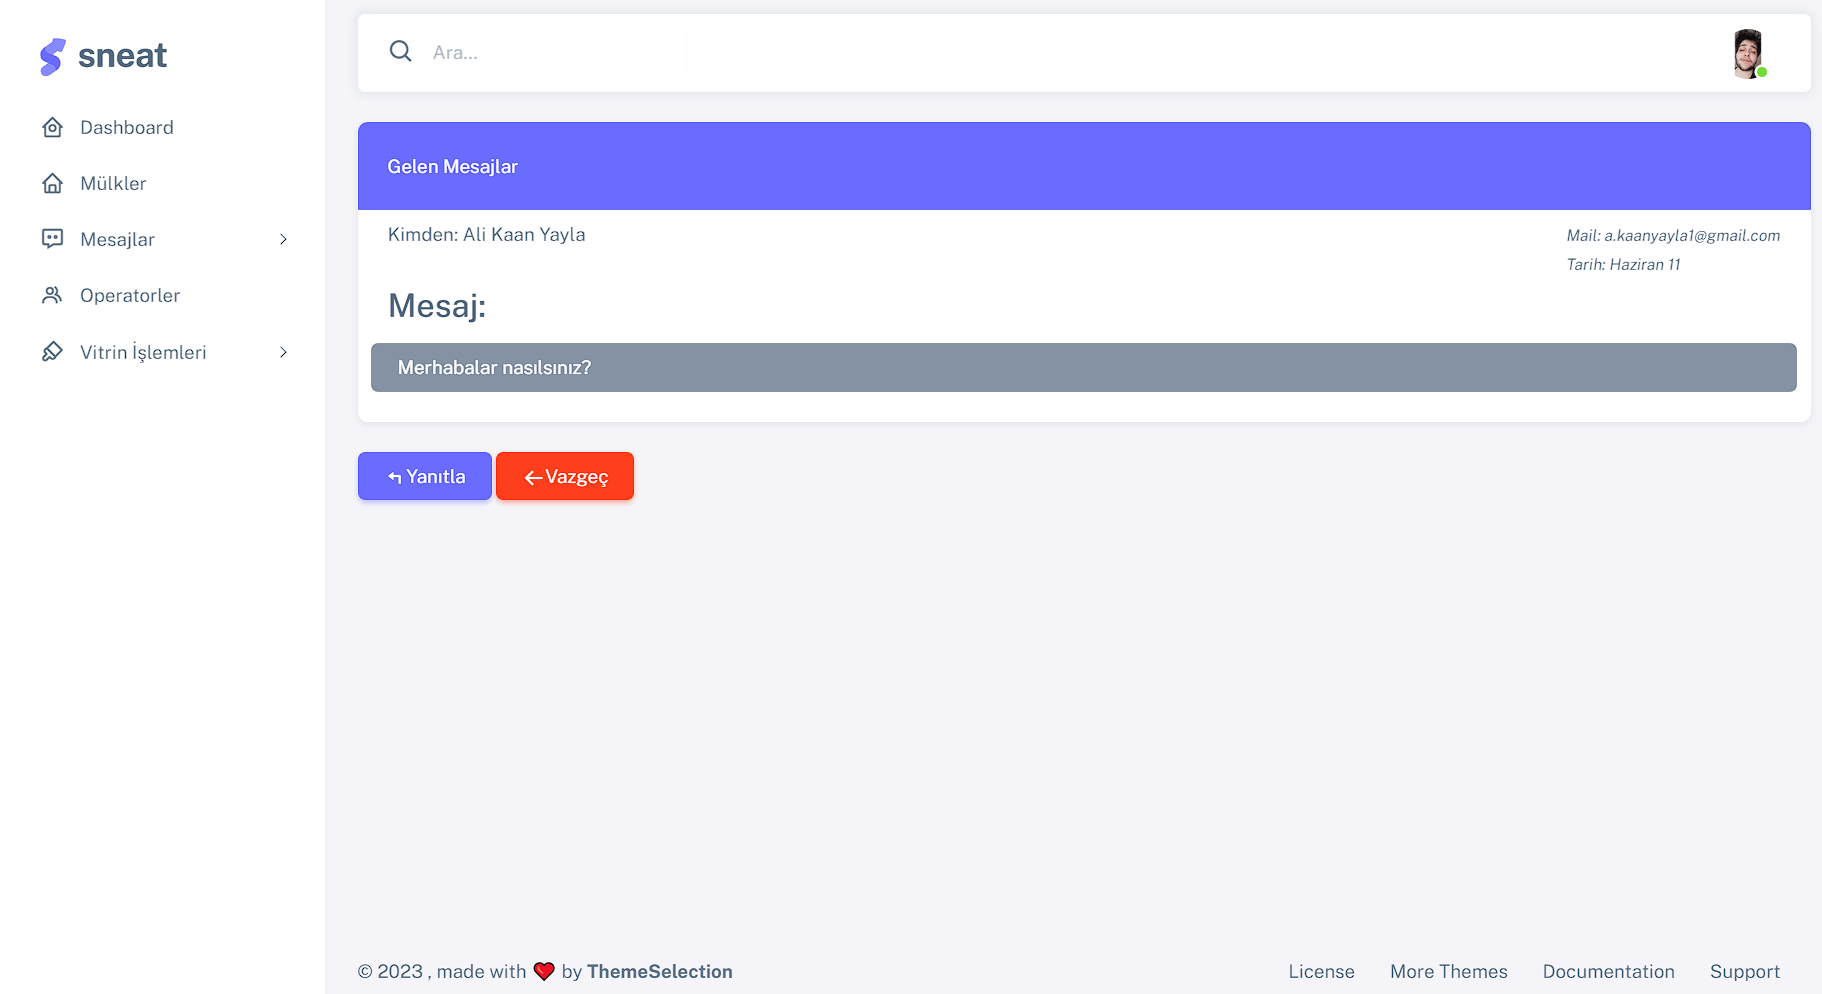 sneat
Dashboard
Mülkler
Mesajlar
Operatorler
Vitrin İşlemleri
Ara...
Gelen Mesajlar
Kimden: Ali Kaan Yayla
Mail: a.kaanyayla1@gmail.com
Tarih: Haziran 11
Mesaj:
Merhabalar nasılsınız?
Yanıtla
Vazgeç
© 2023 , made with ❤️ by ThemeSelection
License More Themes Documentation Support